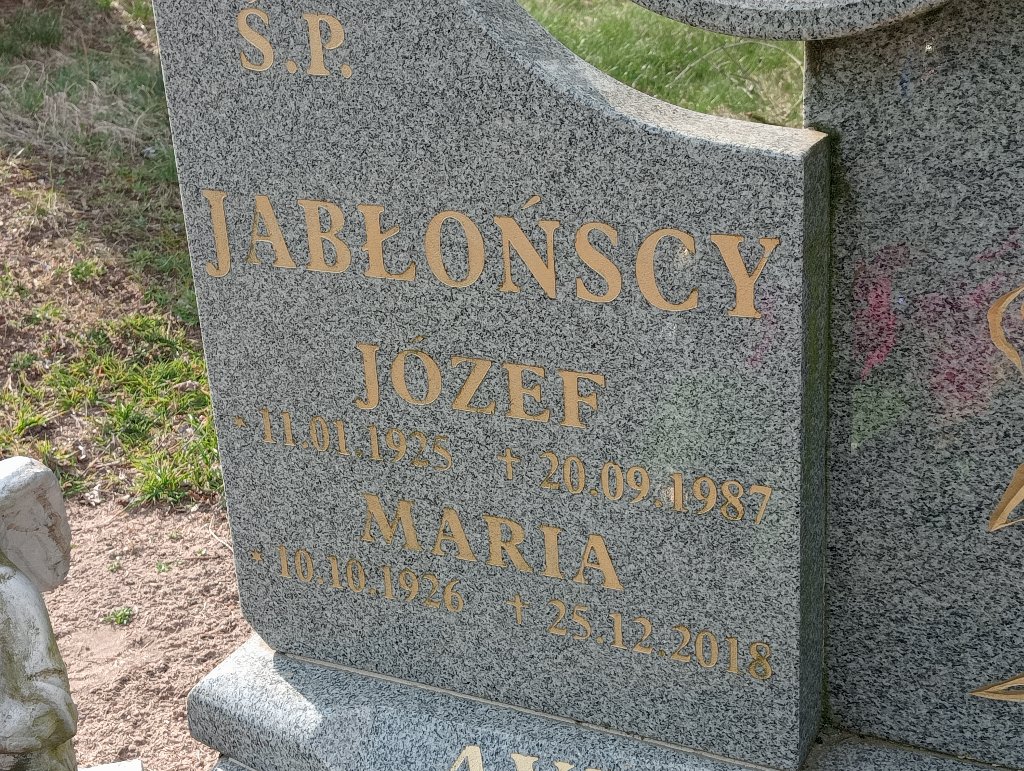 Ś.P.
JABŁOŃSCY
JÓZEF
* 11.01.1925 † 20.09.1987
MARIA
* 10.10.1926 † 25.12.2018